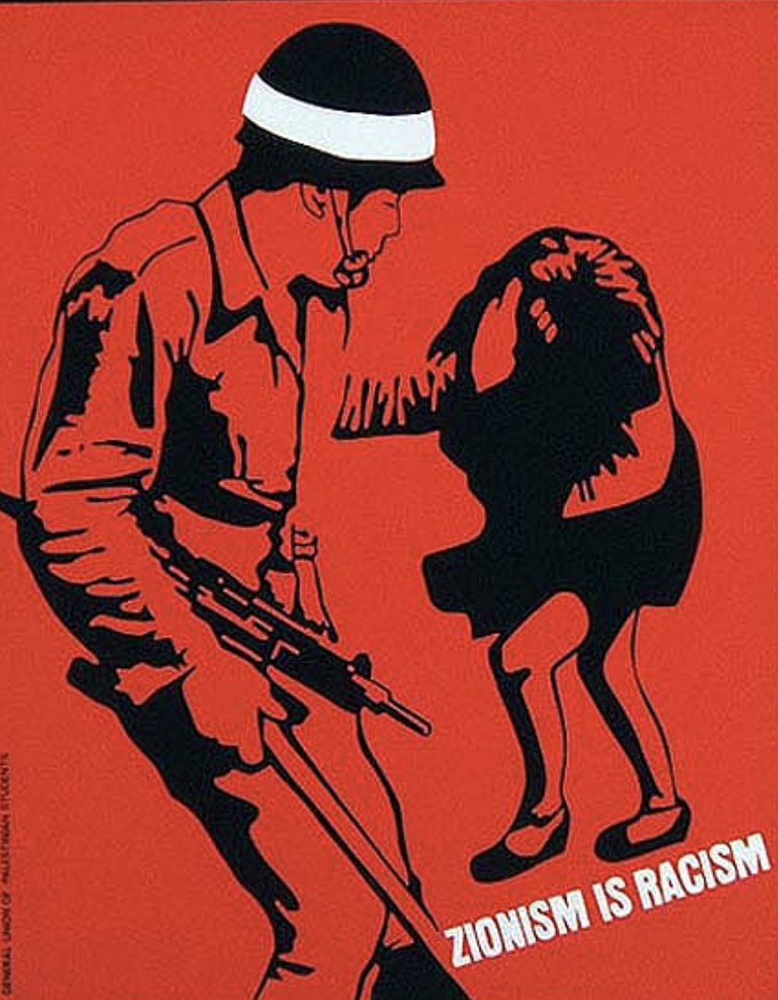 ZIONISM IS RACISM
GENERAL UNION OF PALESTINIAN STUDENTS